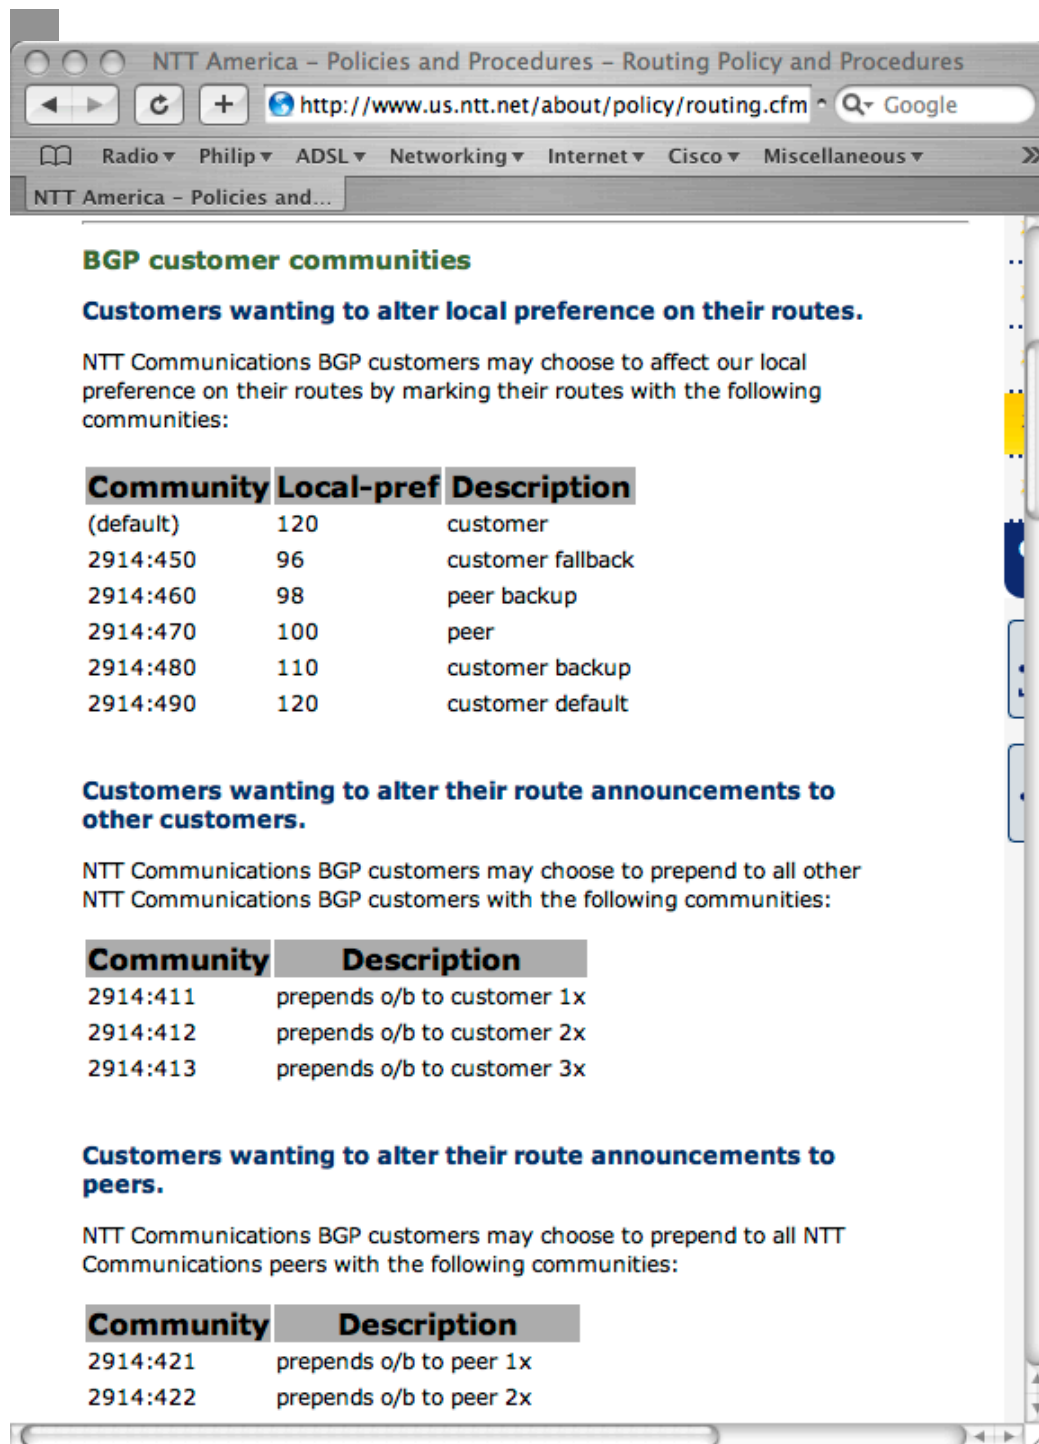 NTT America – Policies and Procedures – Routing Policy and Procedures
http://www.us.ntt.net/about/policy/routing.cfm Google
Radio Philip ADSL Networking Internet Cisco Miscellaneous »
NTT America – Policies and...
BGP customer communities
Customers wanting to alter local preference on their routes.
NTT Communications BGP customers may choose to affect our local
preference on their routes by marking their routes with the following
communities:
Community Local-pref Description
(default) 120 customer
2914:450 96 customer fallback
2914:460 98 peer backup
2914:470 100 peer
2914:480 110 customer backup
2914:490 120 customer default
Customers wanting to alter their route announcements to
other customers.
NTT Communications BGP customers may choose to prepend to all other
NTT Communications BGP customers with the following communities:
Community Description
2914:411 prepends o/b to customer 1x
2914:412 prepends o/b to customer 2x
2914:413 prepends o/b to customer 3x
Customers wanting to alter their route announcements to
peers.
NTT Communications BGP customers may choose to prepend to all NTT
Communications peers with the following communities:
Community Description
2914:421 prepends o/b to peer 1x
2914:422 prepends o/b to peer 2x